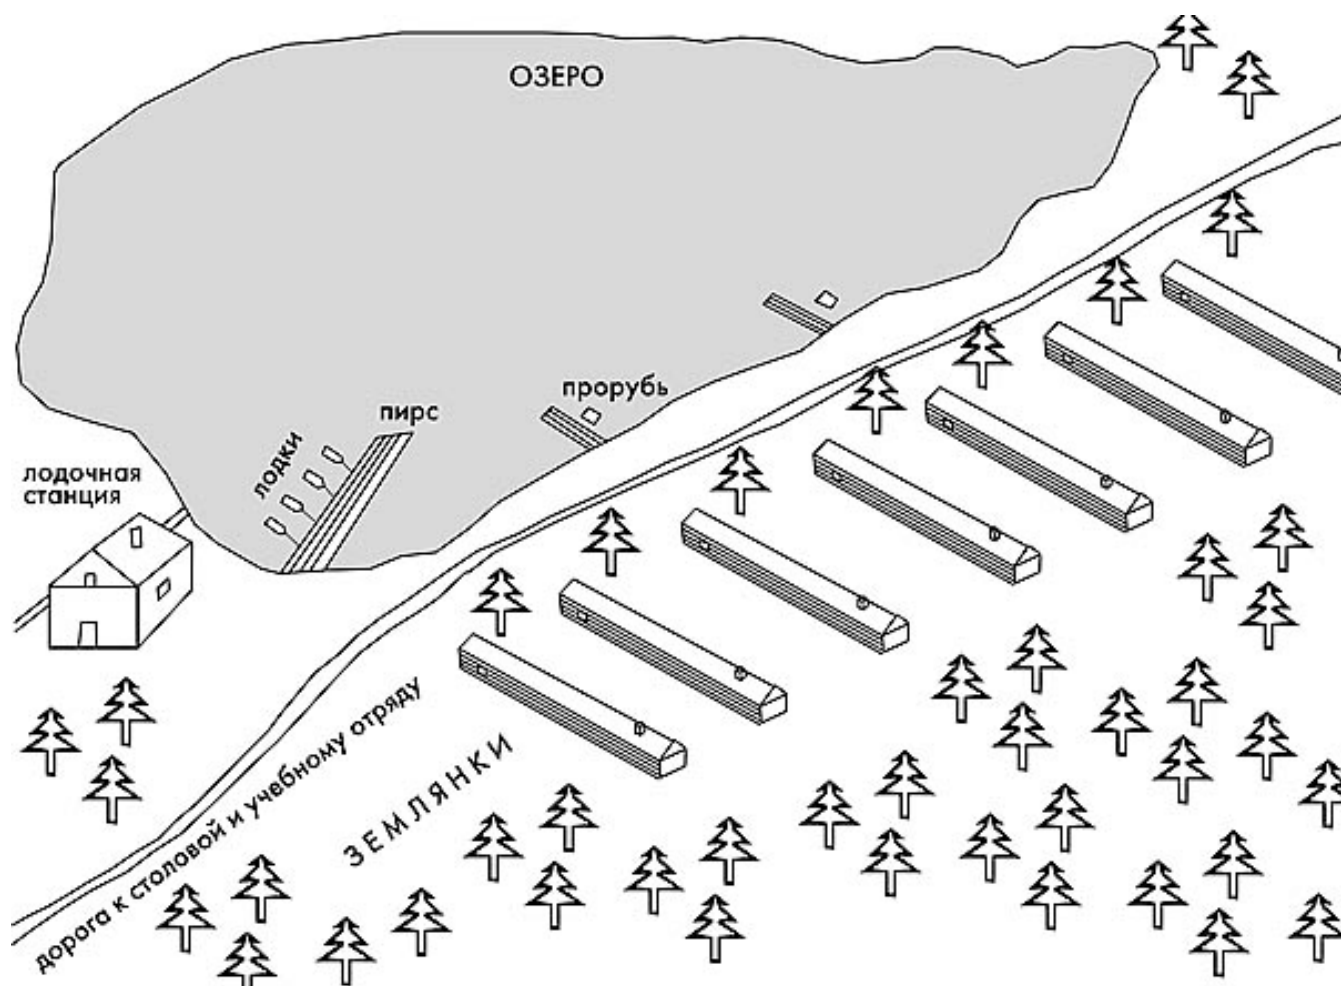 ОЗЕРО
прорубь
пирс
лодки
лодочная
станция
дорога к столовой и учебному отряду
ЗЕМЛЯНКИ